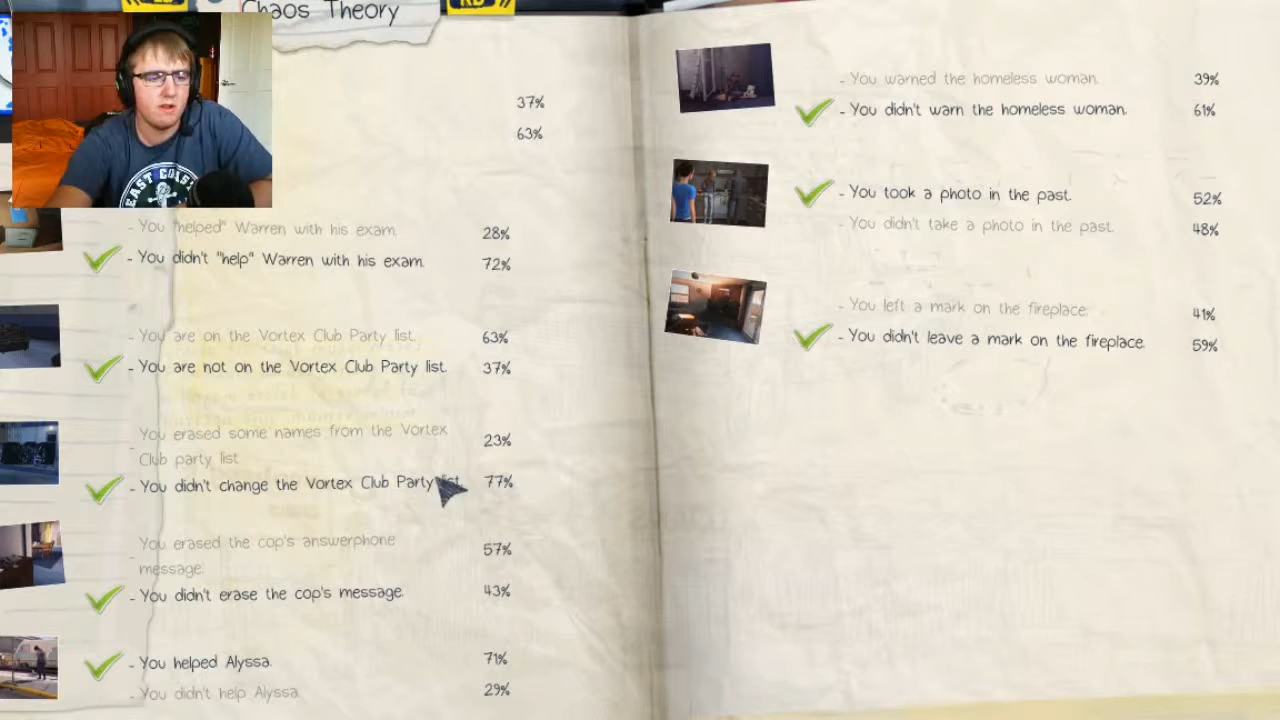 Chaos Theory
37%
63%
- You "helped" Warren with his exam. 28%
- You didn't "help" Warren with his exam. 72%
- You are on the Vortex Club Party list. 63%
- You are not on the Vortex Club Party list. 37%
You erased some names from the Vortex
- Club party list 23%
- You didn't change the Vortex Club Party list. 77%
You erased the cop's answerphone
- message. 57%
- You didn't erase the cop's message. 43%
- You helped Alyssa. 71%
- You didn't help Alyssa. 29%
- You warned the homeless woman. 39%
- You didn't warn the homeless woman. 61%
- You took a photo in the past. 52%
- You didn't take a photo in the past. 48%
- You left a mark on the fireplace. 41%
- You didn't leave a mark on the fireplace. 59%
EAST COAST